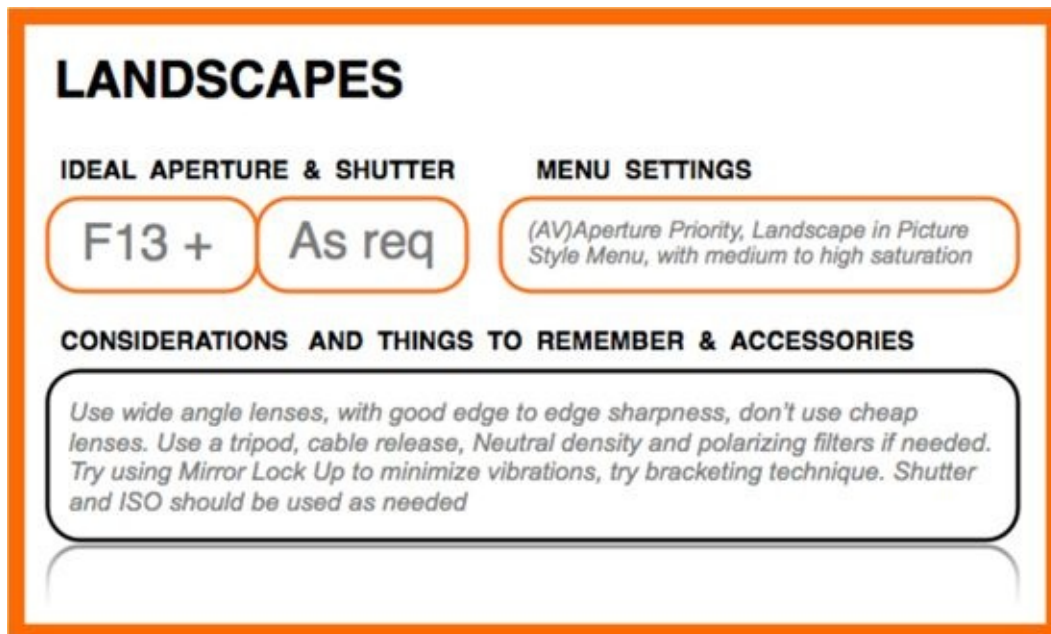 LANDSCAPES
IDEAL APERTURE & SHUTTER
MENU SETTINGS
F13 +
As req
(AV)Aperture Priority, Landscape in Picture
Style Menu, with medium to high saturation
CONSIDERATIONS AND THINGS TO REMEMBER & ACCESSORIES
Use wide angle lenses, with good edge to edge sharpness, don't use cheap
lenses. Use a tripod, cable release, Neutral density and polarizing filters if needed.
Try using Mirror Lock Up to minimize vibrations, try bracketing technique. Shutter
and ISO should be used as needed